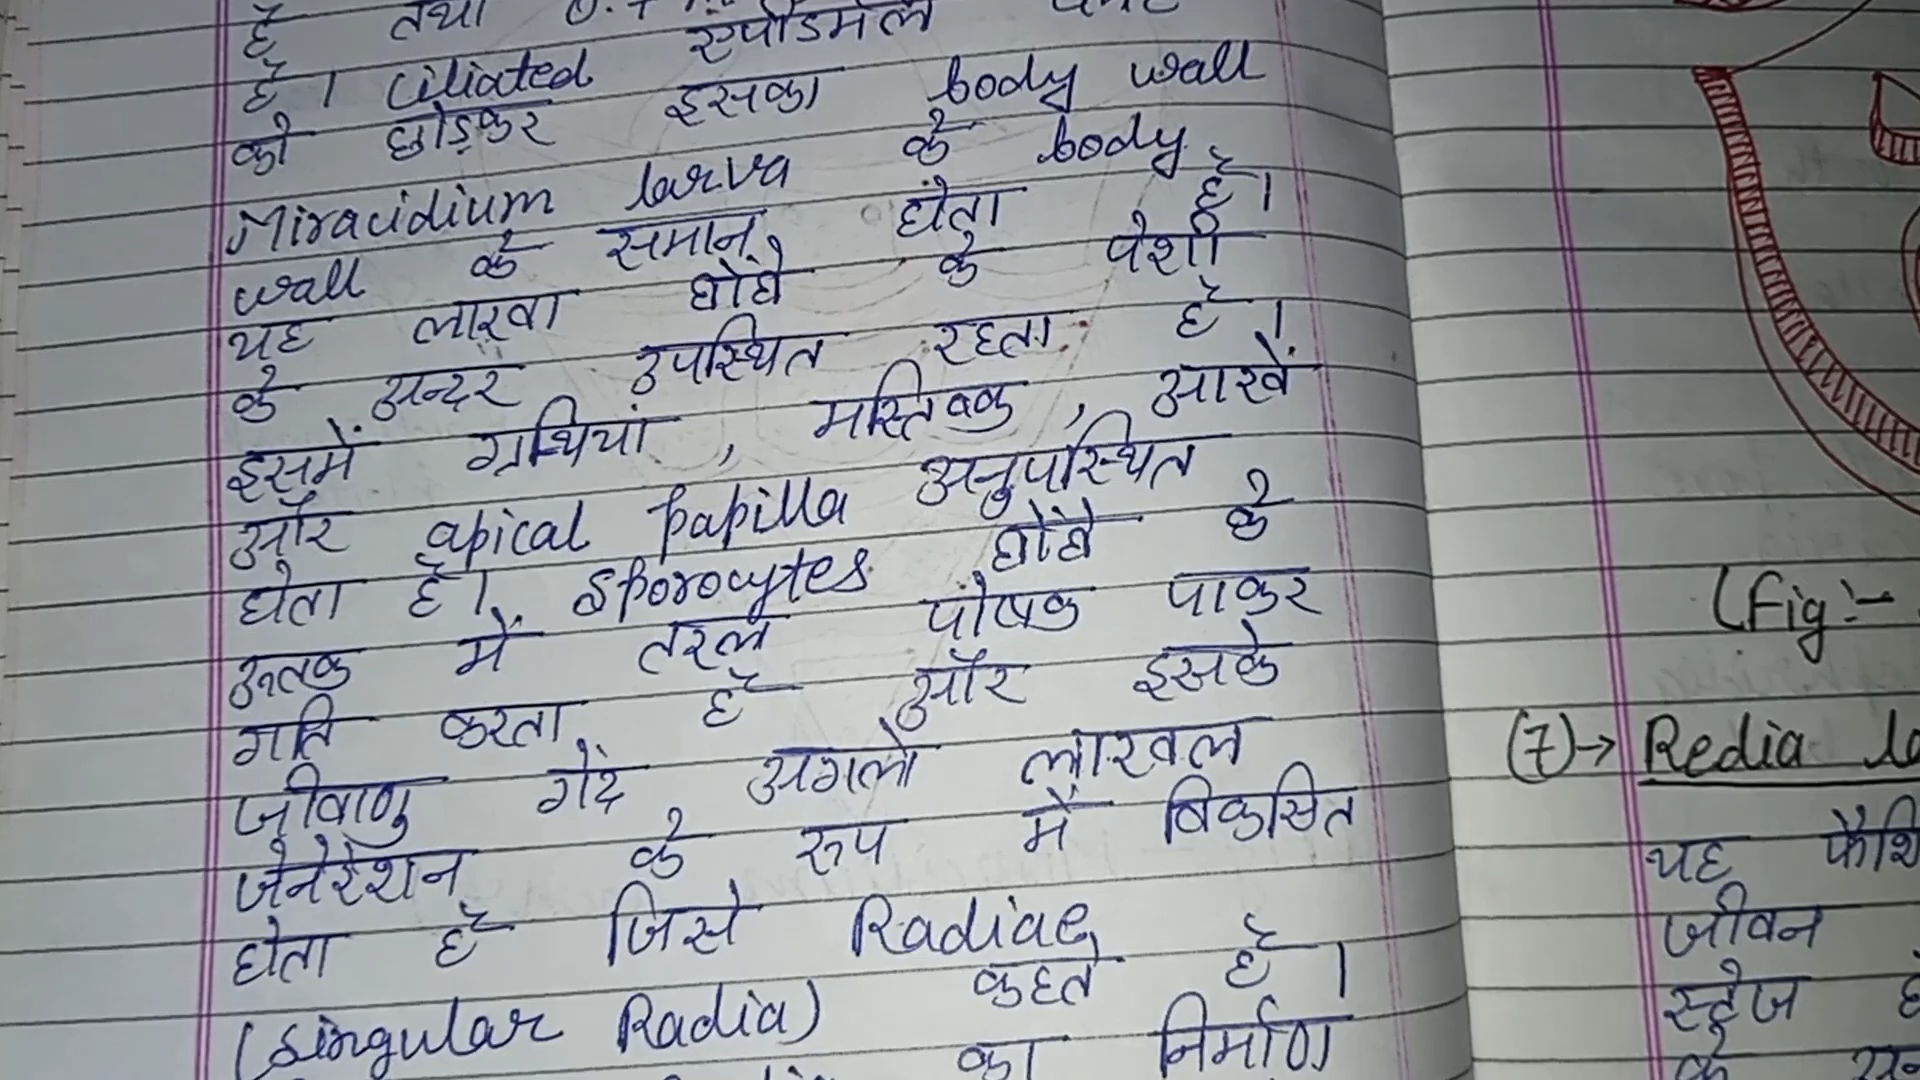 है तथा
है। ciliated एपीडर्मल
को छोड़कर इसका body wall
Miracidium larva के body
wall के समान होता है।
यह लारवा घोंघे के पेशी
के अन्दर उपस्थित रहता है।
इसमें ग्रंथियां, मस्तिष्क, आखें
और apical papilla अनुपस्थित
होता है। sporocytes घोंघे के
ऊतक में तरल पोषक पाकर
गति करता है और इसके
जीवाणु गेंद अगली लारवल
जेनेरेशन के रूप में विकसित
होता है जिसे Radiae
(singular Radia) कहते है।
का निर्माण
(Fig:-
(7)→ Redia
यह
जीवन
स्टेज
के